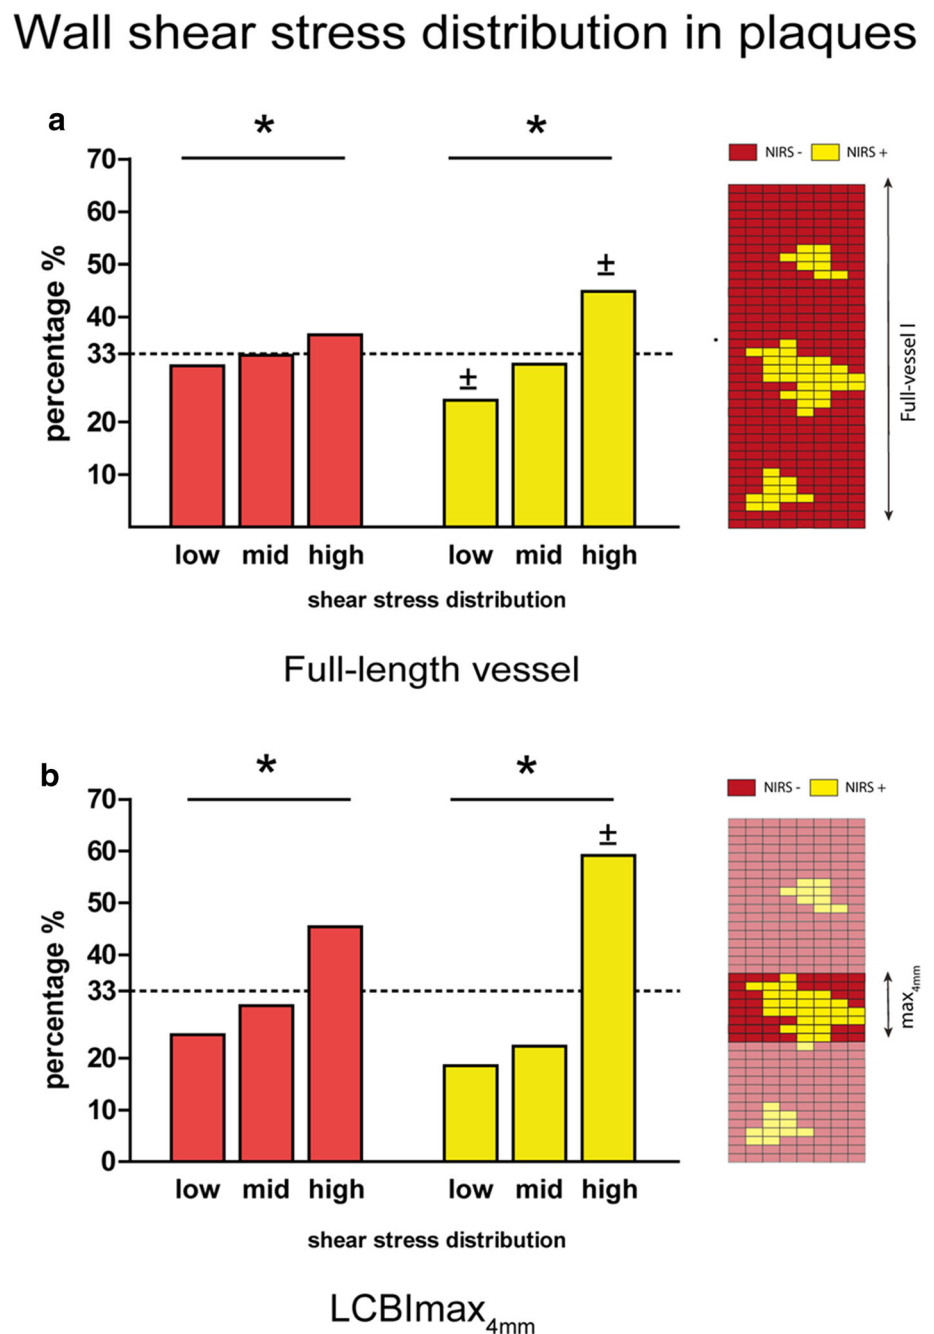 Wall shear stress distribution in plaques
a
* *
NIRS - NIRS +
70
60
50
40
33
20
10
percentage %
± ±
low mid high low mid high
shear stress distribution
Full-vessel l
Full-length vessel
b
* *
NIRS - NIRS +
70
60
50
40
33
20
10
0
percentage %
±
low mid high low mid high
shear stress distribution
max4mm
LCBImax4mm